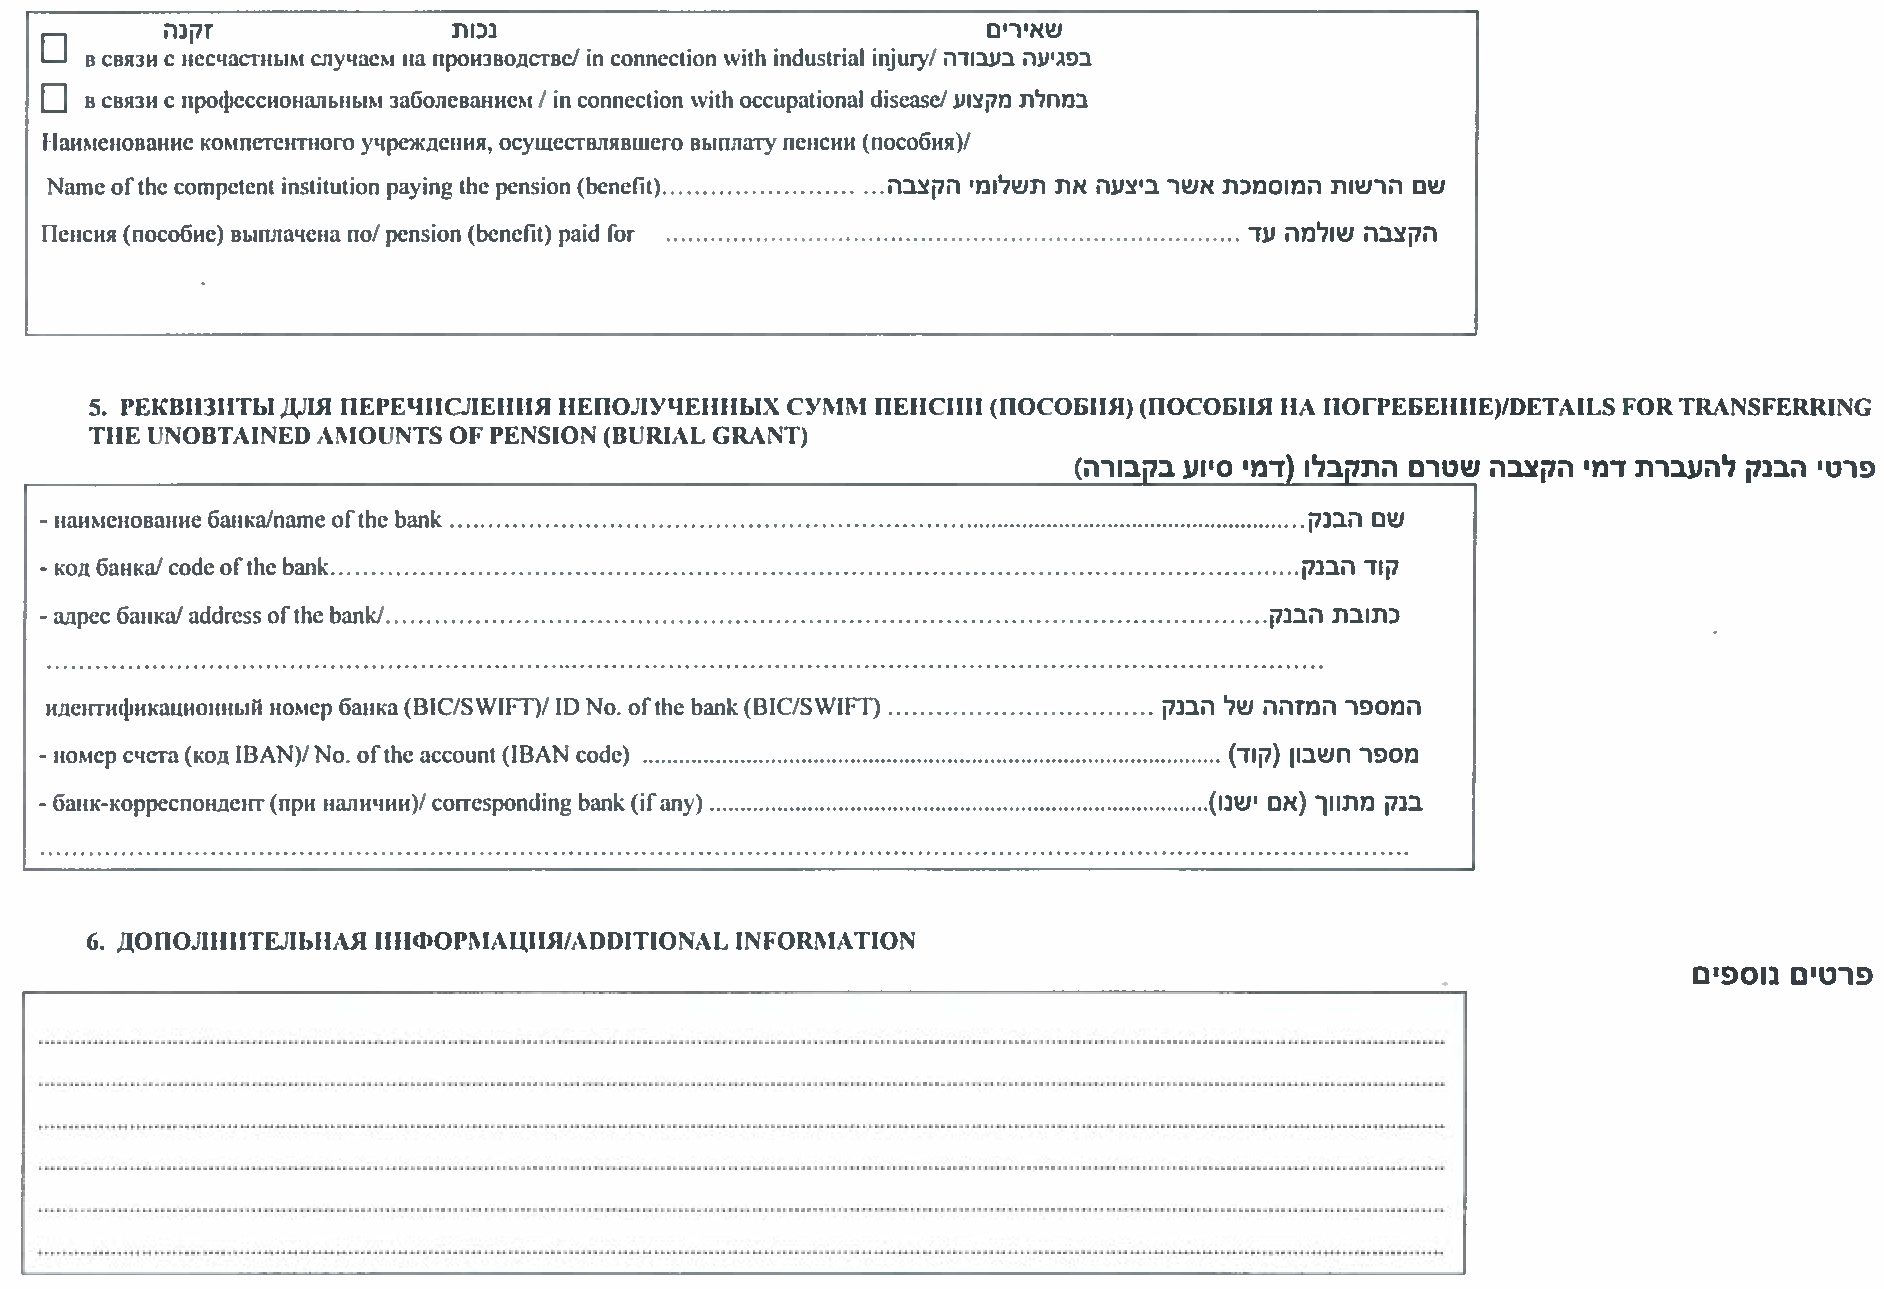 זקנה נכות שאירים
в связи с несчастным случаем на производстве/ in connection with industrial injury/ בפגיעה בעבודה
в связи с профессиональным заболеванием / in connection with occupational disease/ במחלת מקצוע
Наименование компетентного учреждения, осуществлявшего выплату пенсии (пособия)/
Name of the competent institution paying the pension (benefit)........................ ...שם הרשות המוסמכת אשר ביצעה את תשלומי הקצבה
Пенсия (пособие) выплачена по/ pension (benefit) paid for ........................................................................ הקצבה שולמה עד
5. РЕКВИЗИТЫ ДЛЯ ПЕРЕЧИСЛЕНИЯ НЕПОЛУЧЕННЫХ СУММ ПЕНСИИ (ПОСОБИЯ) (ПОСОБИЯ НА ПОГРЕБЕНИЕ)/DETAILS FOR TRANSFERRING
THE UNOBTAINED AMOUNTS OF PENSION (BURIAL GRANT)
פרטי הבנק להעברת דמי הקצבה שטרם התקבלו (דמי סיוע בקבורה)
- наименование банка/name of the bank ........................................................................שם הבנק
- код банка/ code of the bank........................................................................קוד הבנק
- адрес банка/ address of the bank/........................................................................כתובת הבנק
........................................................................
идентификационный номер банка (BIC/SWIFT)/ ID No. of the bank (BIC/SWIFT) ................................. המספר המזהה של הבנק
- номер счета (код IBAN)/ No. of the account (IBAN code) ........................................................................ מספר חשבון (קוד)
- банк-корреспондент (при наличии)/ corresponding bank (if any) ........................................................................בנק מתווך (אם ישנו)
........................................................................
6. ДОПОЛНИТЕЛЬНАЯ ИНФОРМАЦИЯ/ADDITIONAL INFORMATION
פרטים נוספים
........................................................................
........................................................................
........................................................................
........................................................................
........................................................................
........................................................................